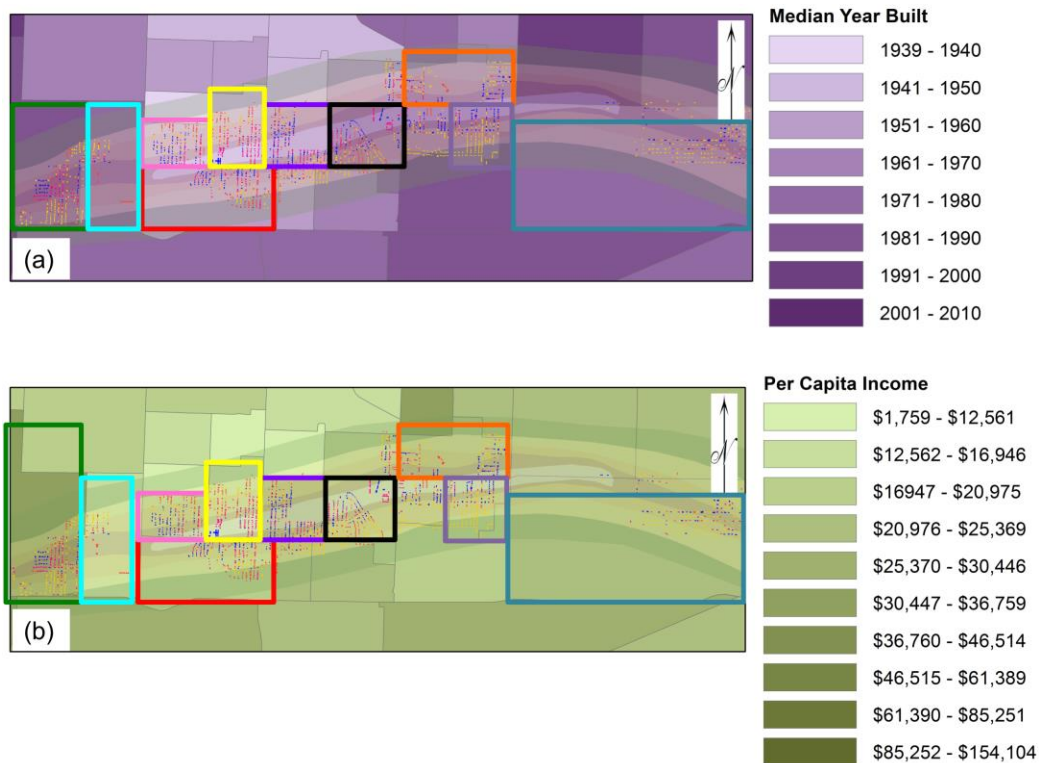 Median Year Built
1939 - 1940
1941 - 1950
1951 - 1960
1961 - 1970
1971 - 1980
1981 - 1990
1991 - 2000
2001 - 2010
N
(a)
Per Capita Income
$1,759 - $12,561
$12,562 - $16,946
$16947 - $20,975
$20,976 - $25,369
$25,370 - $30,446
$30,447 - $36,759
$36,760 - $46,514
$46,515 - $61,389
$61,390 - $85,251
$85,252 - $154,104
N
(b)